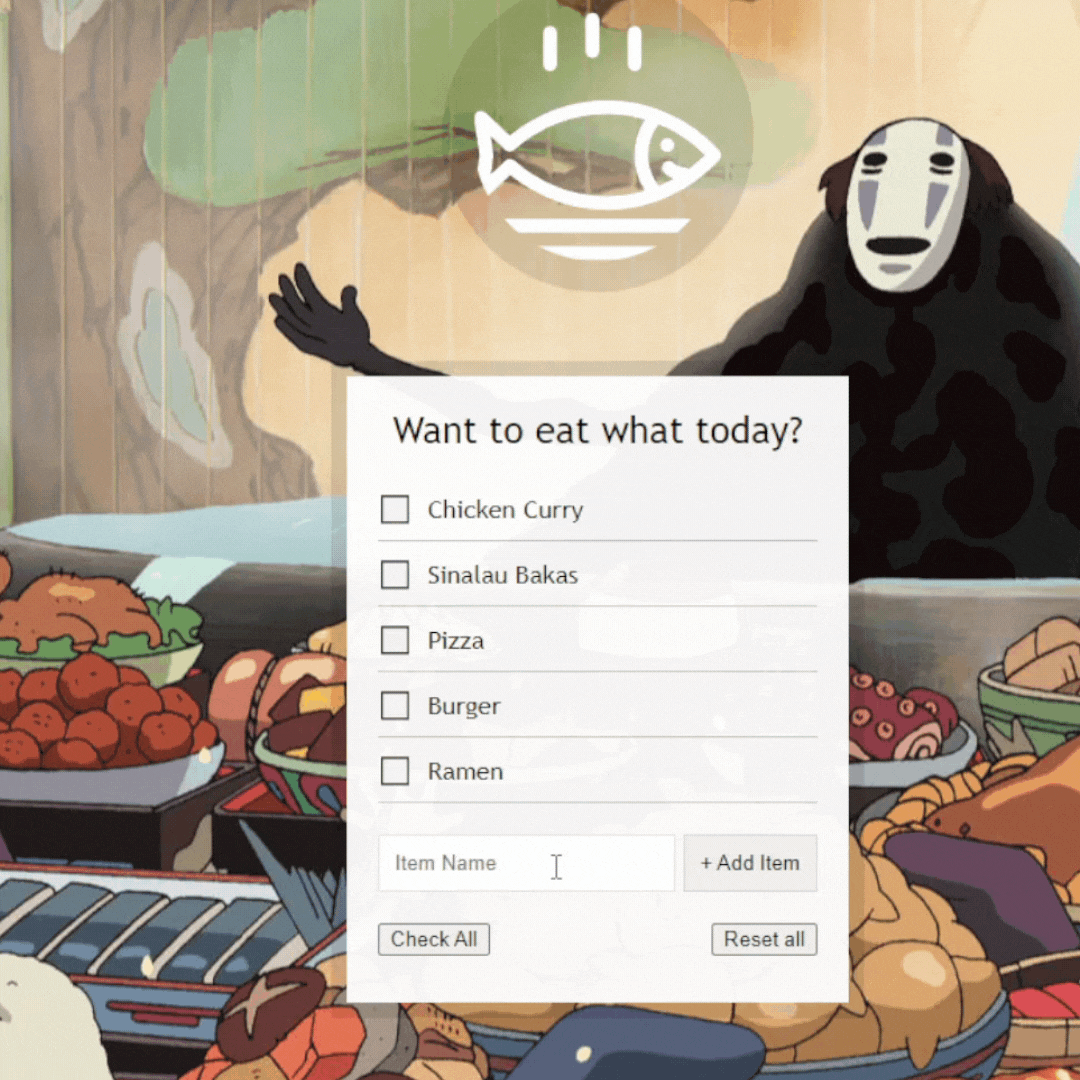 Want to eat what today?
Chicken Curry
Sinalau Bakas
Pizza
Burger
Ramen
Item Name
+ Add Item
Check All
Reset all